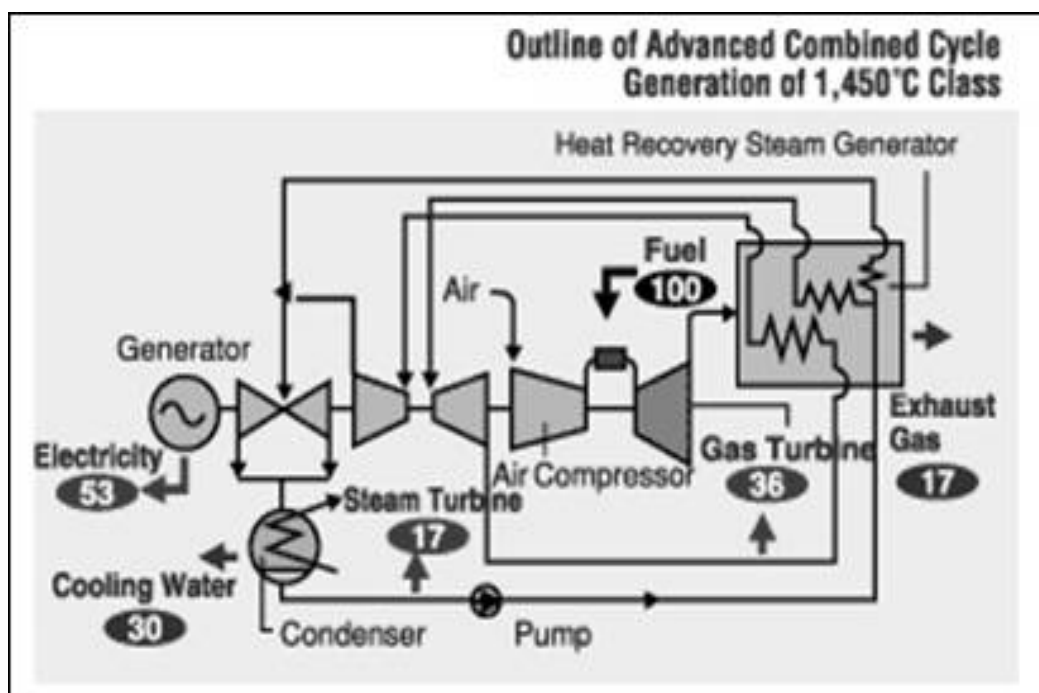 Outline of Advanced Combined Cycle
Generation of 1,450°C Class
Heat Recovery Steam Generator
Fuel
100
Air
Generator
Electricity
53
Exhaust
Gas
17
Gas Turbine
36
Air Compressor
Steam Turbine
17
Cooling Water
30
Condenser
Pump